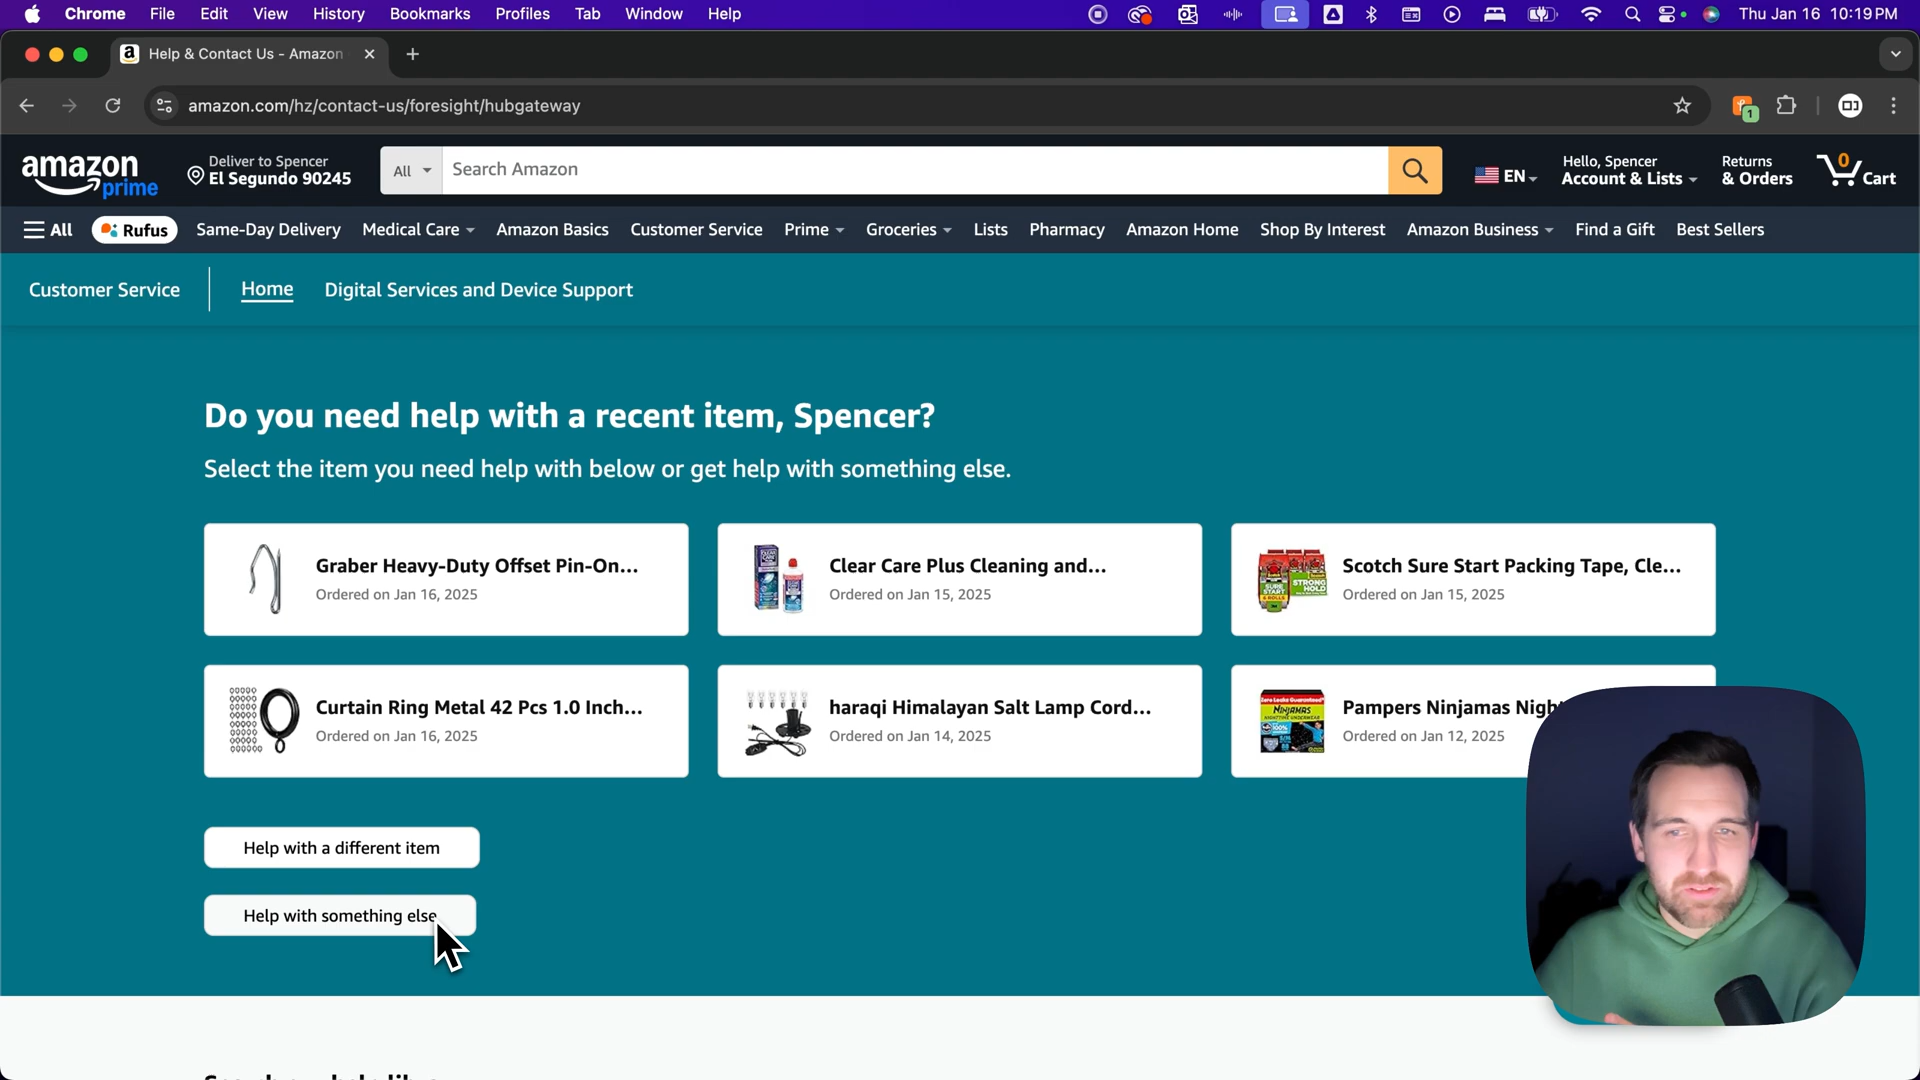 Chrome File Edit View History Bookmarks Profiles Tab Window Help Thu Jan 16 10:19 PM
Help & Contact Us - Amazon
amazon.com/hz/contact-us/foresight/hubgateway
1
amazon prime
Deliver to Spencer
El Segundo 90245
All
Search Amazon
EN
Hello, Spencer
Account & Lists
Returns
& Orders
0
Cart
All Rufus Same-Day Delivery Medical Care Amazon Basics Customer Service Prime Groceries Lists Pharmacy Amazon Home Shop By Interest Amazon Business Find a Gift Best Sellers
Customer Service Home Digital Services and Device Support
Do you need help with a recent item, Spencer?
Select the item you need help with below or get help with something else.
Graber Heavy-Duty Offset Pin-On...
Ordered on Jan 16, 2025
Clear Care Plus Cleaning and...
Ordered on Jan 15, 2025
SURE
START
STRONG
HOLD
Scotch Sure Start Packing Tape, Cle...
Ordered on Jan 15, 2025
Curtain Ring Metal 42 Pcs 1.0 Inch...
Ordered on Jan 16, 2025
haraqi Himalayan Salt Lamp Cord...
Ordered on Jan 14, 2025
NINJAMAS
Pampers Ninjamas Nigh
Ordered on Jan 12, 2025
Help with a different item
Help with something else